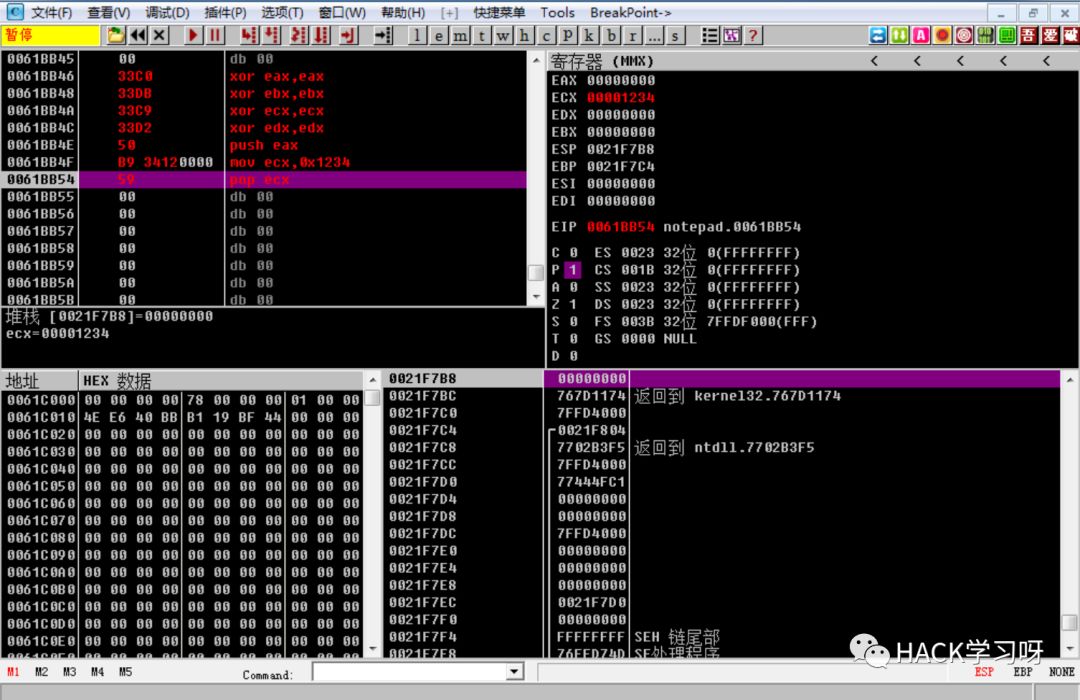 文件(F) 查看(V) 调试(D) 插件(P) 选项(T) 窗口(W) 帮助(H) [+] 快捷菜单 Tools BreakPoint->
暂停 l e m t w h c P k b r ... s ? 吾 爱 破
0061BB45 00 db 00
0061BB46 33C0 xor eax,eax
0061BB48 33DB xor ebx,ebx
0061BB4A 33C9 xor ecx,ecx
0061BB4C 33D2 xor edx,edx
0061BB4E 50 push eax
0061BB4F B9 34120000 mov ecx,0x1234
0061BB54 59 pop ecx
0061BB55 00 db 00
0061BB56 00 db 00
0061BB57 00 db 00
0061BB58 00 db 00
0061BB59 00 db 00
0061BB5A 00 db 00
0061BB5B 00 db 00
堆栈 [0021F7B8]=00000000
ecx=00001234
寄存器 (MMX) < < < < <
EAX 00000000
ECX 00001234
EDX 00000000
EBX 00000000
ESP 0021F7B8
EBP 0021F7C4
ESI 00000000
EDI 00000000
EIP 0061BB54 notepad.0061BB54
C 0 ES 0023 32位 0(FFFFFFFF)
P 1 CS 001B 32位 0(FFFFFFFF)
A 0 SS 0023 32位 0(FFFFFFFF)
Z 1 DS 0023 32位 0(FFFFFFFF)
S 0 FS 003B 32位 7FFDF000(FFF)
T 0 GS 0000 NULL
D 0
地址 HEX 数据
0061C000 00 00 00 00 78 00 00 00 01 00 00
0061C010 4E E6 40 BB B1 19 BF 44 00 00 00
0061C020 00 00 00 00 00 00 00 00 00 00 00
0061C030 00 00 00 00 00 00 00 00 00 00 00
0061C040 00 00 00 00 00 00 00 00 00 00 00
0061C050 00 00 00 00 00 00 00 00 00 00 00
0061C060 00 00 00 00 00 00 00 00 00 00 00
0061C070 00 00 00 00 00 00 00 00 00 00 00
0061C080 00 00 00 00 00 00 00 00 00 00 00
0061C090 00 00 00 00 00 00 00 00 00 00 00
0061C0A0 00 00 00 00 00 00 00 00 00 00 00
0061C0B0 00 00 00 00 00 00 00 00 00 00 00
0061C0C0 00 00 00 00 00 00 00 00 00 00 00
0061C0D0 00 00 00 00 00 00 00 00 00 00 00
0061C0E0 00 00 00 00 00 00 00 00 00 00 00
0021F7B8 00000000
0021F7BC 767D1174 返回到 kernel32.767D1174
0021F7C0 7FFD4000
0021F7C4 0021F804
0021F7C8 7702B3F5 返回到 ntdll.7702B3F5
0021F7CC 7FFD4000
0021F7D0 77444FC1
0021F7D4 00000000
0021F7D8 00000000
0021F7DC 7FFD4000
0021F7E0 00000000
0021F7E4 00000000
0021F7E8 00000000
0021F7EC 0021F7D0
0021F7F0 00000000
0021F7F4 FFFFFFFF SEH 链尾部
0021F7F8 76FFD74D SE处理程序
HACK学习呀
M1 M2 M3 M4 M5 Command: ESP EBP NONE